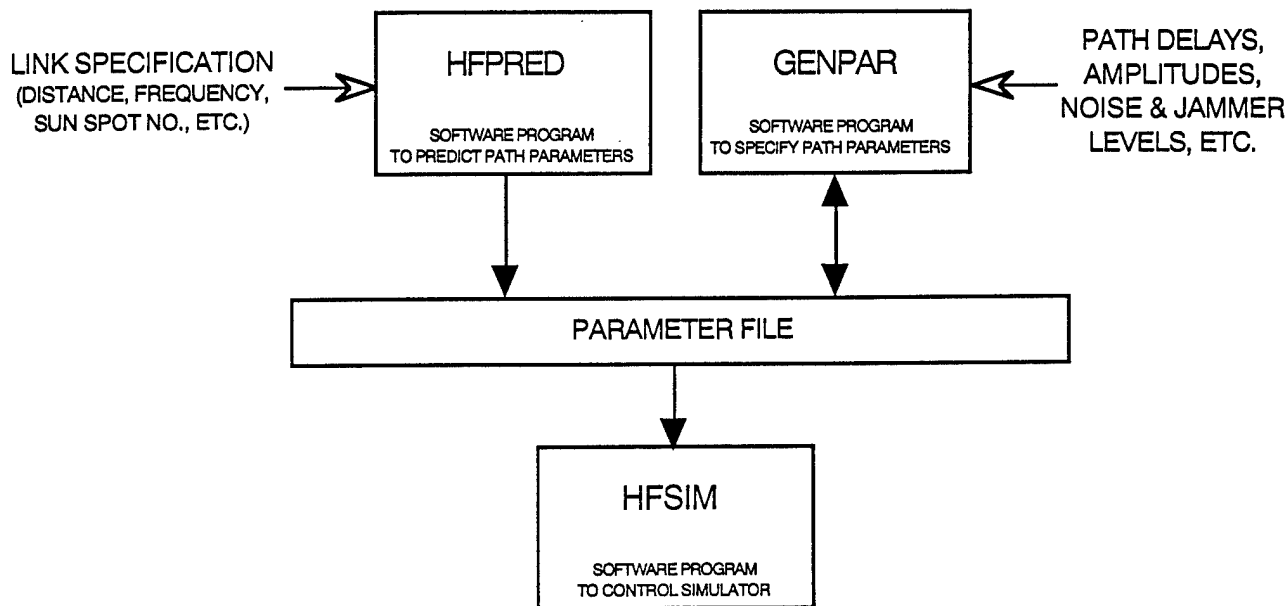 LINK SPECIFICATION
(DISTANCE, FREQUENCY,
SUN SPOT NO., ETC.)
HFPRED
SOFTWARE PROGRAM
TO PREDICT PATH PARAMETERS
GENPAR
SOFTWARE PROGRAM
TO SPECIFY PATH PARAMETERS
PATH DELAYS,
AMPLITUDES,
NOISE & JAMMER
LEVELS, ETC.
PARAMETER FILE
HFSIM
SOFTWARE PROGRAM
TO CONTROL SIMULATOR